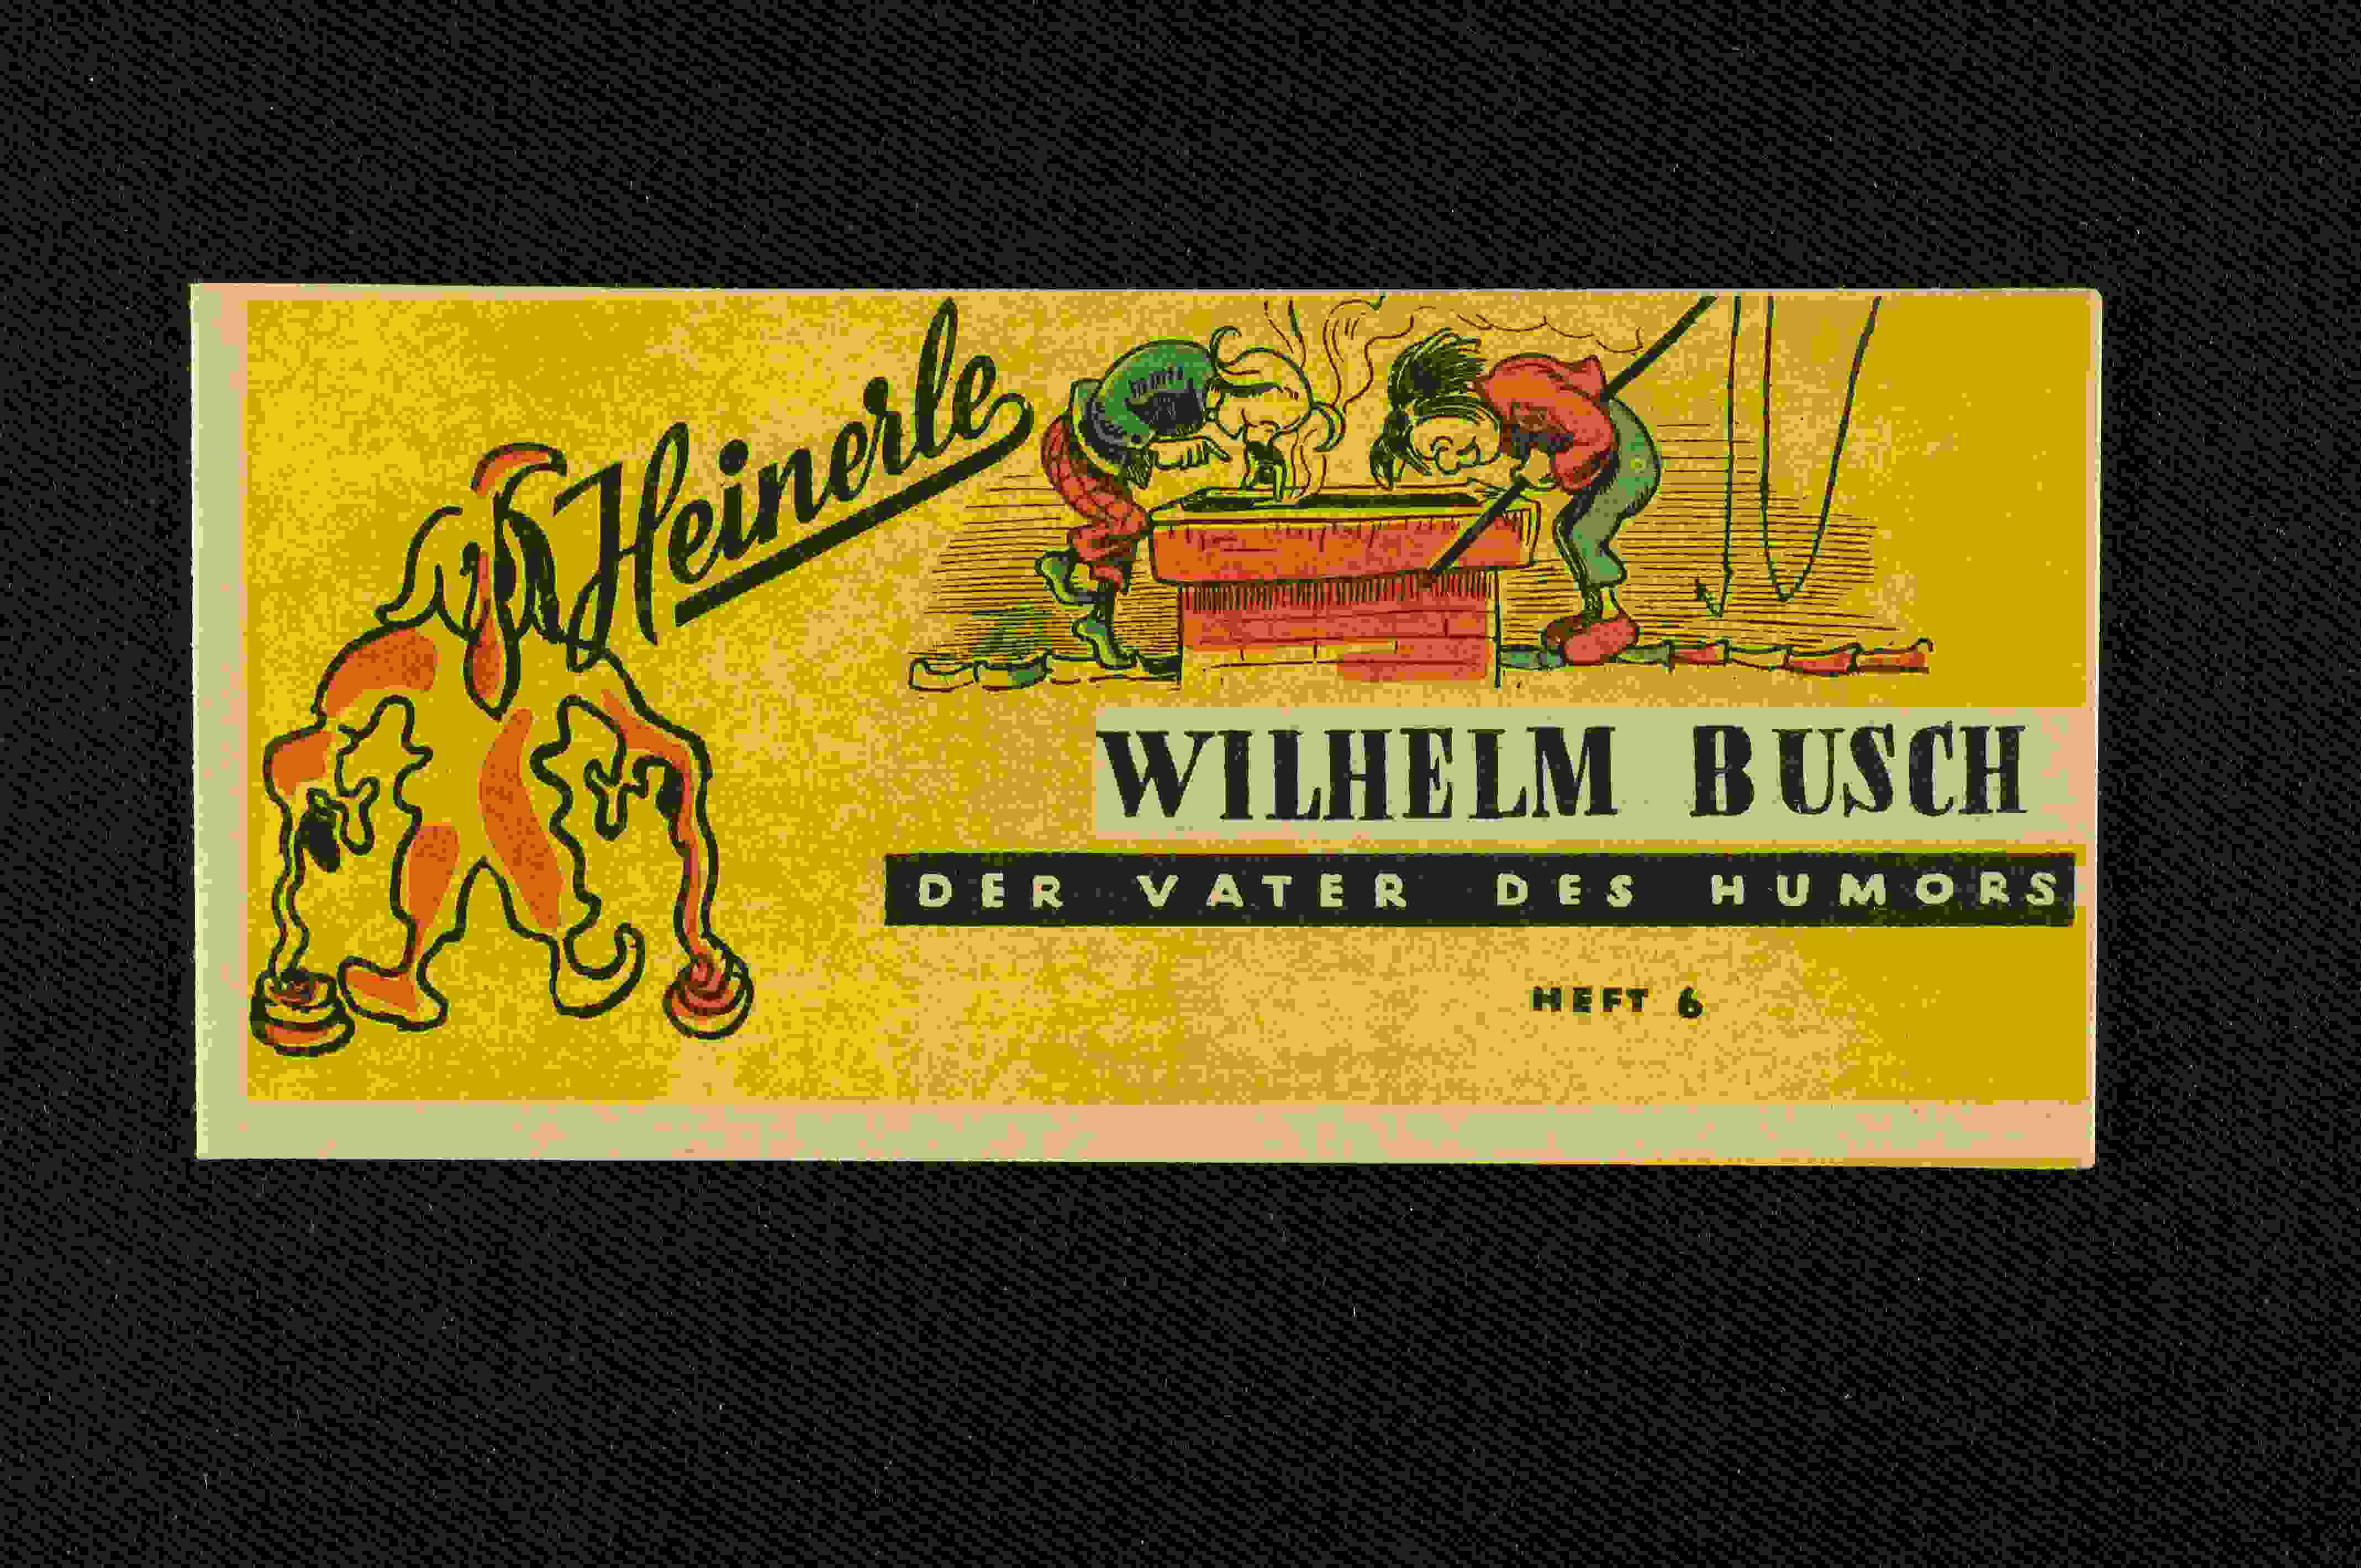 Heinerle
WILHELM BUSCH
DER VATER DES HUMORS
HEFT 6